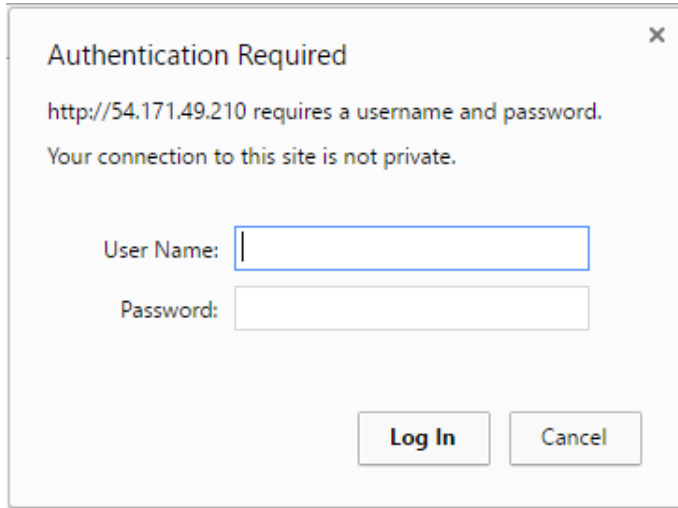 Authentication Required
http://54.171.49.210 requires a username and password.
Your connection to this site is not private.
User Name:
Password:
Log In
Cancel